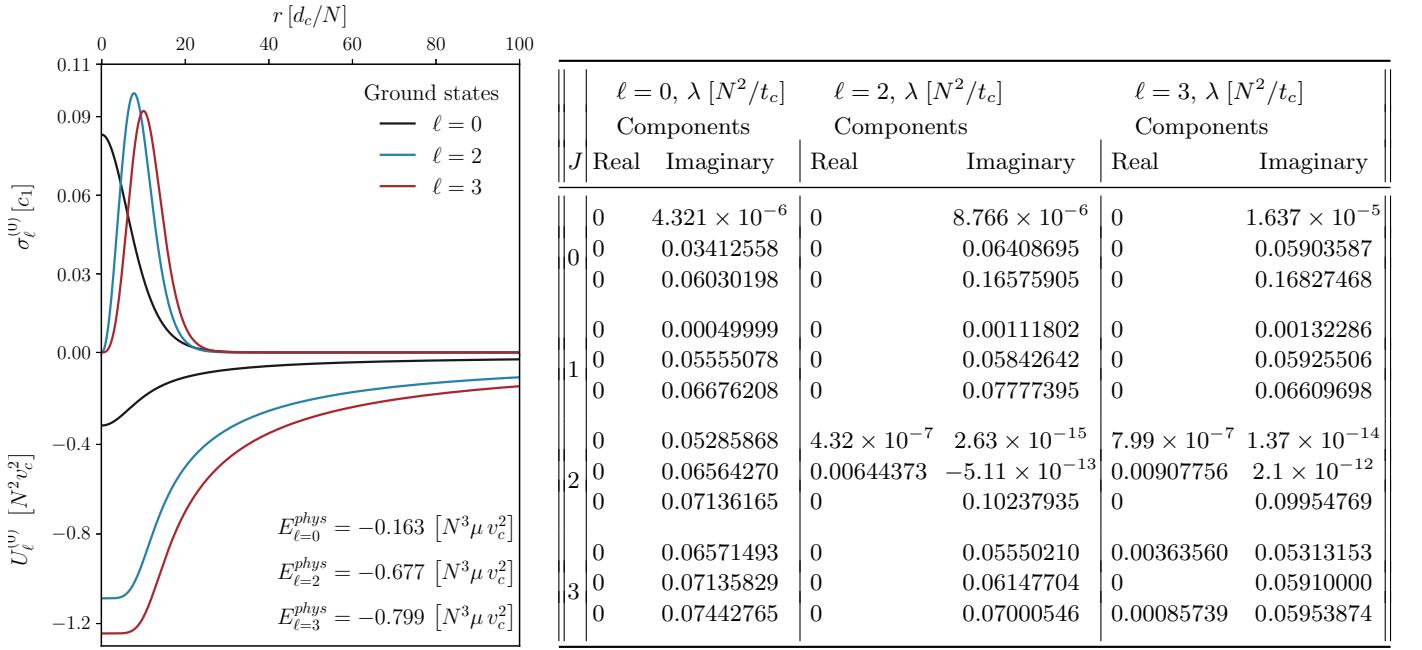 r [d_c/N]
0 20 40 60 80 100
0.11
0.09
0.06
0.03
0.00
−0.4
−0.8
−1.2
σ_ℓ^(0) [c_1]
U_ℓ^(0) [N^2 v_c^2]
Ground states
ℓ = 0
ℓ = 2
ℓ = 3
E^{phys}_{ℓ=0} = −0.163 [N^3 μ v_c^2]
E^{phys}_{ℓ=2} = −0.677 [N^3 μ v_c^2]
E^{phys}_{ℓ=3} = −0.799 [N^3 μ v_c^2]
ℓ = 0, λ [N^2/t_c] ℓ = 2, λ [N^2/t_c] ℓ = 3, λ [N^2/t_c]
Components Components Components
J Real Imaginary Real Imaginary Real Imaginary
0 4.321 × 10^−6 0 8.766 × 10^−6 0 1.637 × 10^−5
0 0 0.03412558 0 0.06408695 0 0.05903587
0 0.06030198 0 0.16575905 0 0.16827468
0 0.00049999 0 0.00111802 0 0.00132286
1 0 0.05555078 0 0.05842642 0 0.05925506
0 0.06676208 0 0.07777395 0 0.06609698
0 0.05285868 4.32 × 10^−7 2.63 × 10^−15 7.99 × 10^−7 1.37 × 10^−14
2 0 0.06564270 0.00644373 −5.11 × 10^−13 0.00907756 2.1 × 10^−12
0 0.07136165 0 0.10237935 0 0.09954769
0 0.06571493 0 0.05550210 0.00363560 0.05313153
3 0 0.07135829 0 0.06147704 0 0.05910000
0 0.07442765 0 0.07000546 0.00085739 0.05953874